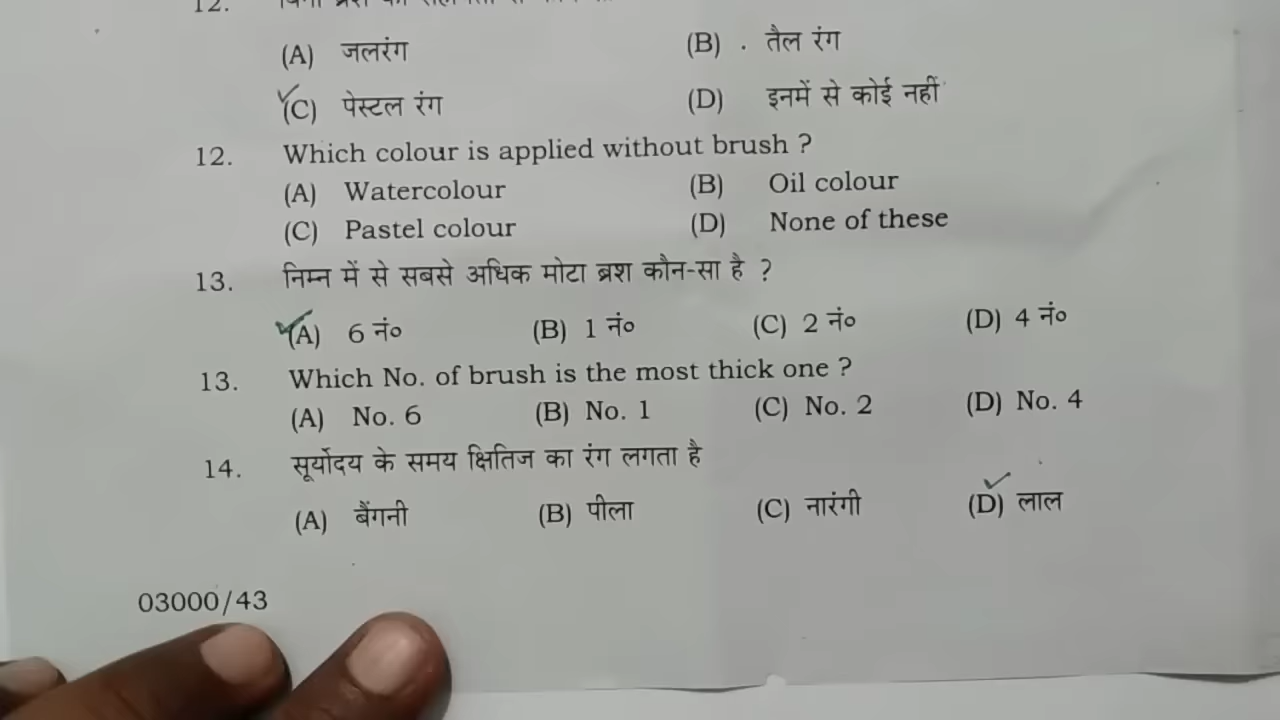 12.
(A) जलरंग (B) . तैल रंग
(C) पेस्टल रंग (D) इनमें से कोई नहीं
12. Which colour is applied without brush ?
(A) Watercolour (B) Oil colour
(C) Pastel colour (D) None of these
13. निम्न में से सबसे अधिक मोटा ब्रश कौन-सा है ?
(A) 6 नं० (B) 1 नं० (C) 2 नं० (D) 4 नं०
13. Which No. of brush is the most thick one ?
(A) No. 6 (B) No. 1 (C) No. 2 (D) No. 4
14. सूर्योदय के समय क्षितिज का रंग लगता है
(A) बैंगनी (B) पीला (C) नारंगी (D) लाल
03000/43